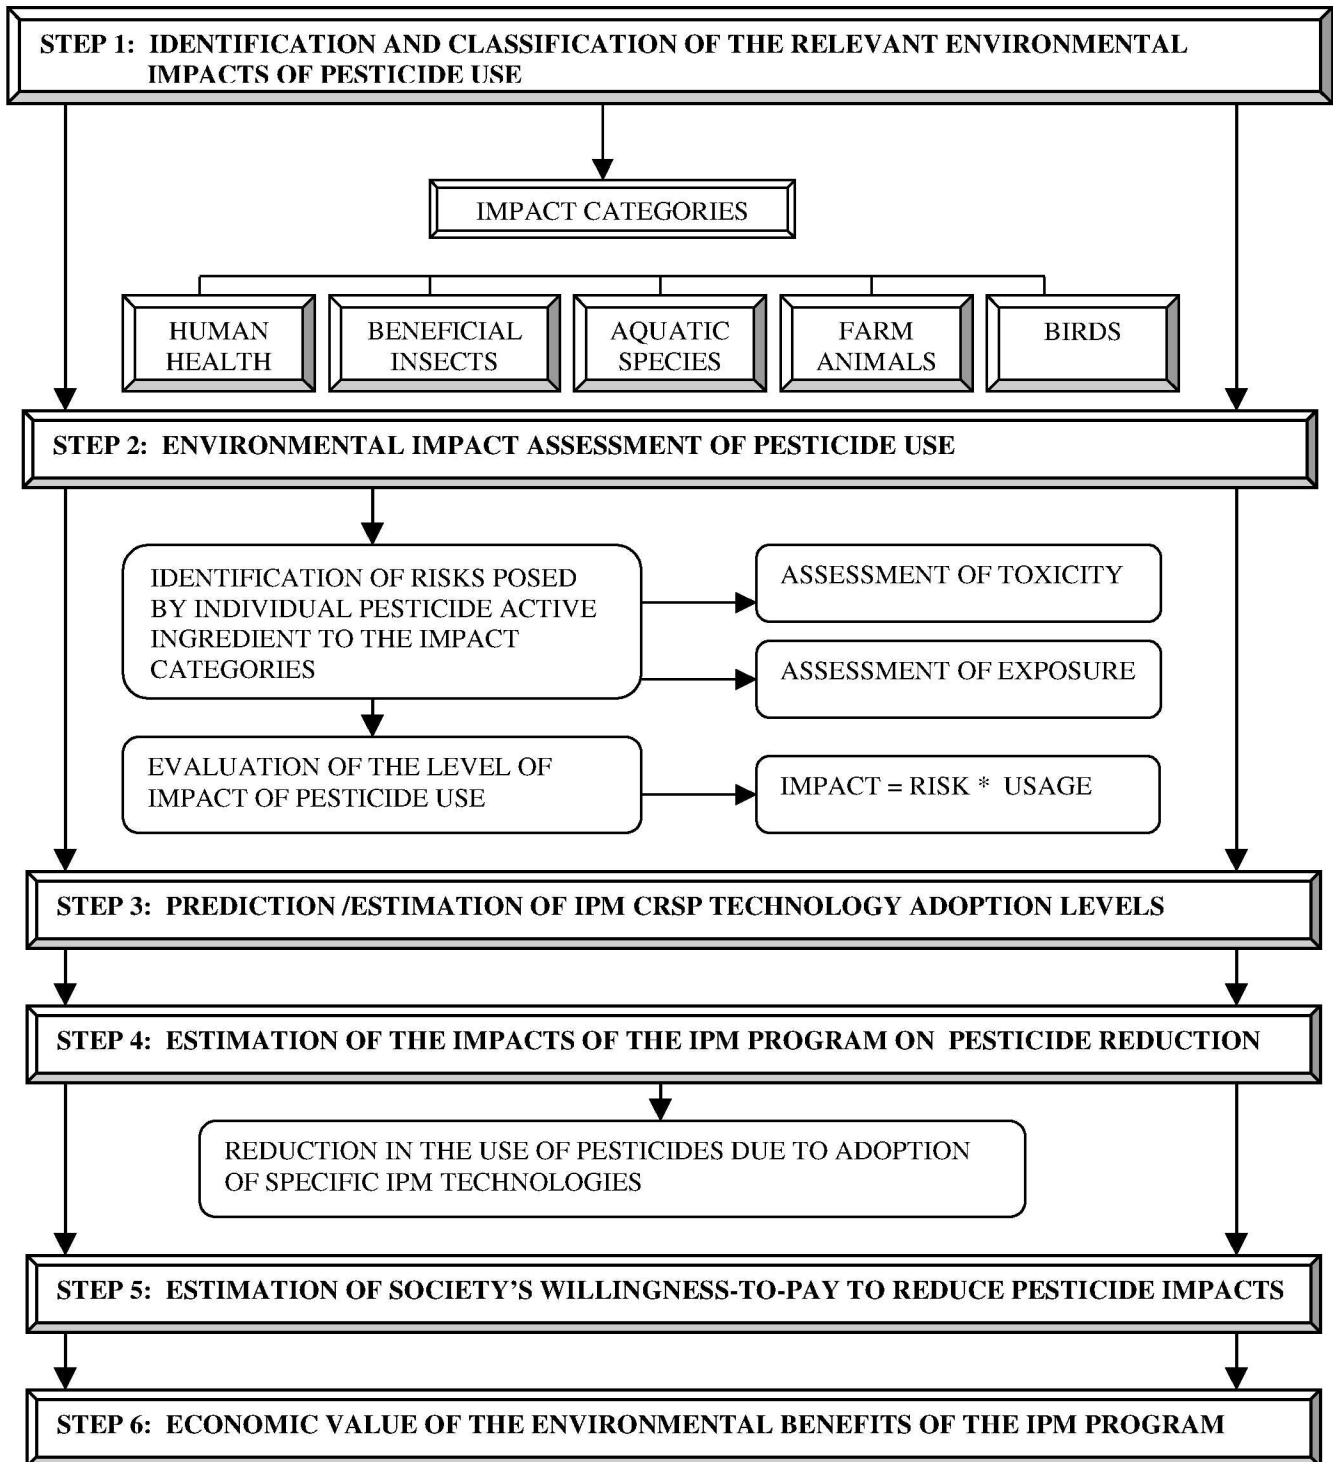 STEP 1: IDENTIFICATION AND CLASSIFICATION OF THE RELEVANT ENVIRONMENTAL
IMPACTS OF PESTICIDE USE
IMPACT CATEGORIES
HUMAN
HEALTH
BENEFICIAL
INSECTS
AQUATIC
SPECIES
FARM
ANIMALS
BIRDS
STEP 2: ENVIRONMENTAL IMPACT ASSESSMENT OF PESTICIDE USE
IDENTIFICATION OF RISKS POSED
BY INDIVIDUAL PESTICIDE ACTIVE
INGREDIENT TO THE IMPACT
CATEGORIES
ASSESSMENT OF TOXICITY
ASSESSMENT OF EXPOSURE
EVALUATION OF THE LEVEL OF
IMPACT OF PESTICIDE USE
IMPACT = RISK * USAGE
STEP 3: PREDICTION /ESTIMATION OF IPM CRSP TECHNOLOGY ADOPTION LEVELS
STEP 4: ESTIMATION OF THE IMPACTS OF THE IPM PROGRAM ON PESTICIDE REDUCTION
REDUCTION IN THE USE OF PESTICIDES DUE TO ADOPTION
OF SPECIFIC IPM TECHNOLOGIES
STEP 5: ESTIMATION OF SOCIETY'S WILLINGNESS-TO-PAY TO REDUCE PESTICIDE IMPACTS
STEP 6: ECONOMIC VALUE OF THE ENVIRONMENTAL BENEFITS OF THE IPM PROGRAM